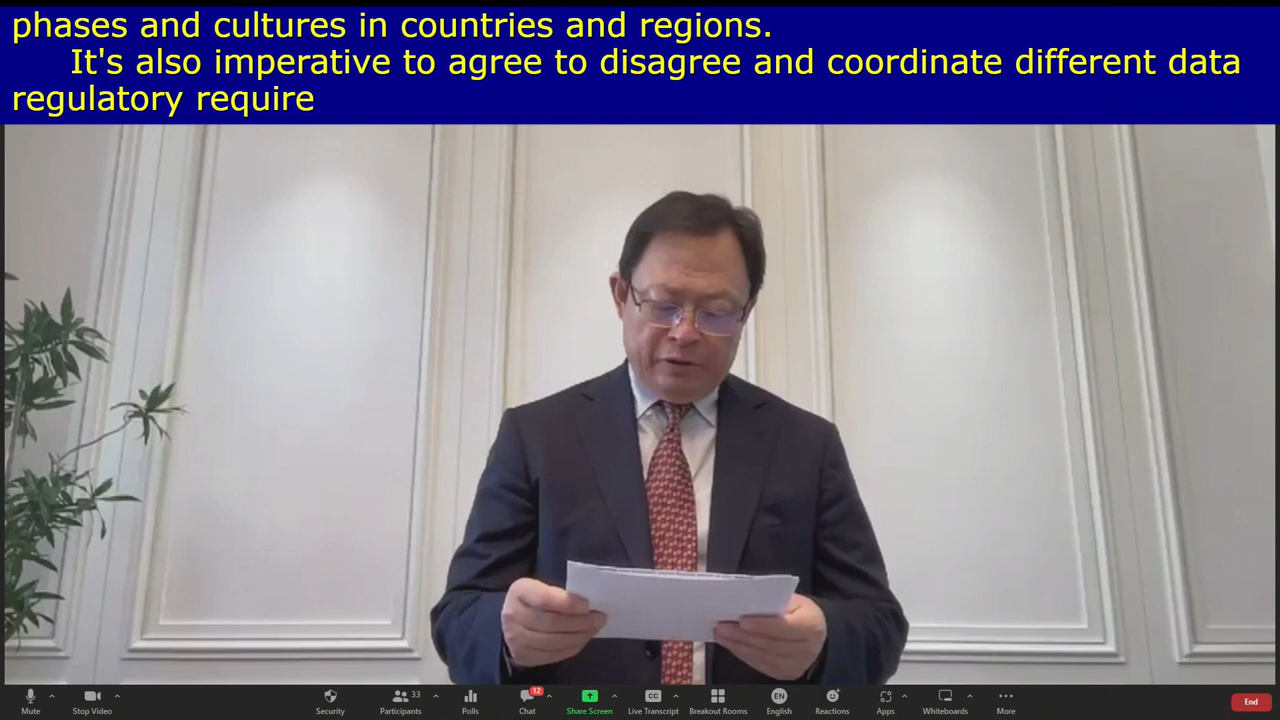 phases and cultures in countries and regions.
It's also imperative to agree to disagree and coordinate different data
regulatory require
33
12
CC
EN
Mute
Stop Video
Security
Participants
Polls
Chat
Share Screen
Live Transcript
Breakout Rooms
English
Reactions
Apps
Whiteboards
More
End